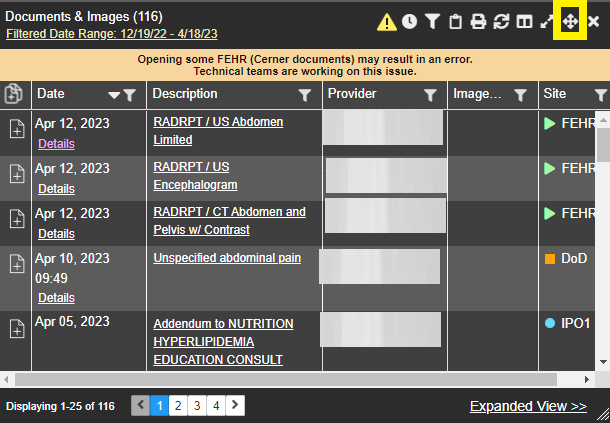 Documents & Images (116)
Filtered Date Range: 12/19/22 - 4/18/23
Opening some FEHR (Cerner documents) may result in an error.
Technical teams are working on this issue.
Date Description Provider Image... Site
Apr 12, 2023 RADRPT / US Abdomen FEHR
Details Limited
Apr 12, 2023 RADRPT / US FEHR
Details Encephalogram
Apr 12, 2023 RADRPT / CT Abdomen and FEHR
Details Pelvis w/ Contrast
Apr 10, 2023 Unspecified abdominal pain DoD
09:49
Details
Apr 05, 2023 Addendum to NUTRITION IPO1
HYPERLIPIDEMIA
EDUCATION CONSULT
Displaying 1-25 of 116 < 1 2 3 4 > Expanded View >>